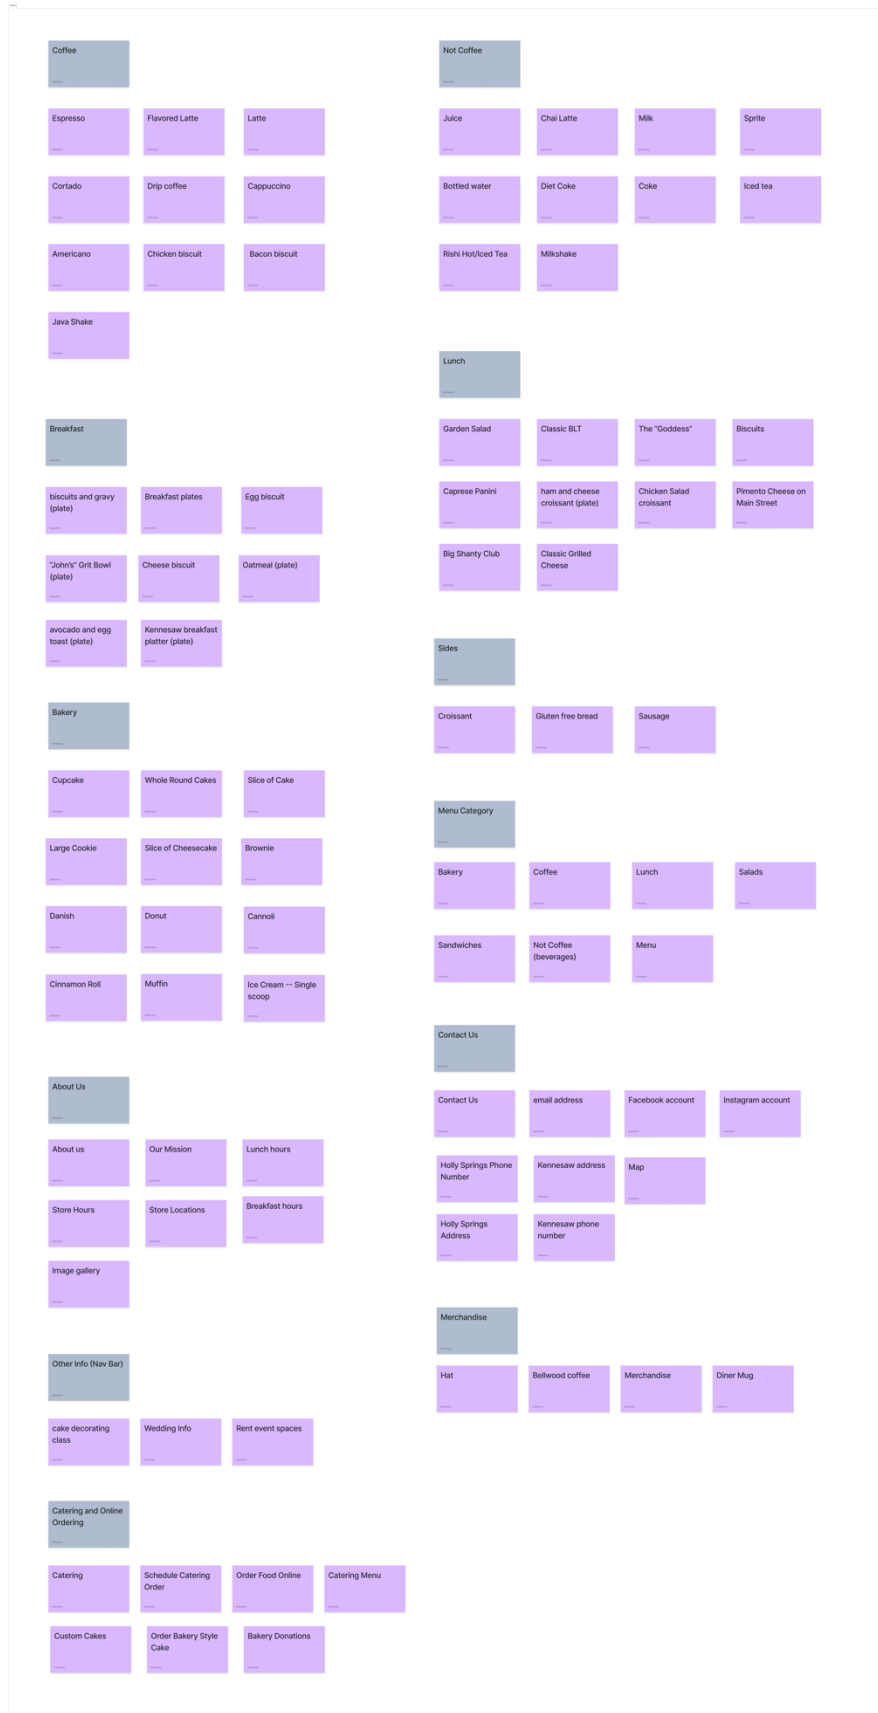 Coffee
Espresso
Flavored Latte
Latte
Cortado
Drip coffee
Cappuccino
Americano
Chicken biscuit
Bacon biscuit
Java Shake
Not Coffee
Juice
Chai Latte
Milk
Sprite
Bottled water
Diet Coke
Coke
Iced tea
Rishi Hot/Iced Tea
Milkshake
Lunch
Garden Salad
Classic BLT
The "Goddess"
Biscuits
Caprese Panini
ham and cheese
croissant (plate)
Chicken Salad
croissant
Pimento Cheese on
Main Street
Big Shanty Club
Classic Grilled
Cheese
Breakfast
biscuits and gravy
(plate)
Breakfast plates
Egg biscuit
"John's" Grit Bowl
(plate)
Cheese biscuit
Oatmeal (plate)
avocado and egg
toast (plate)
Kennesaw breakfast
platter (plate)
Sides
Croissant
Gluten free bread
Sausage
Bakery
Cupcake
Whole Round Cakes
Slice of Cake
Large Cookie
Slice of Cheesecake
Brownie
Danish
Donut
Cannoli
Cinnamon Roll
Muffin
Ice Cream -- Single
scoop
Menu Category
Bakery
Coffee
Lunch
Salads
Sandwiches
Not Coffee
(beverages)
Menu
Contact Us
Contact Us
email address
Facebook account
Instagram account
Holly Springs Phone
Number
Kennesaw address
Map
Holly Springs
Address
Kennesaw phone
number
About Us
About us
Our Mission
Lunch hours
Store Hours
Store Locations
Breakfast hours
Image gallery
Merchandise
Hat
Bellwood coffee
Merchandise
Diner Mug
Other Info (Nav Bar)
cake decorating
class
Wedding Info
Rent event spaces
Catering and Online
Ordering
Catering
Schedule Catering
Order
Order Food Online
Catering Menu
Custom Cakes
Order Bakery Style
Cake
Bakery Donations